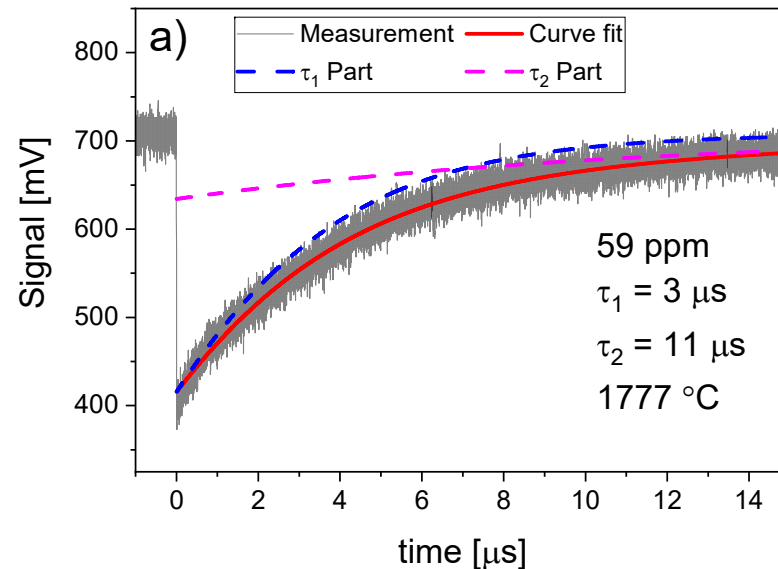 a)
Measurement Curve fit
τ1 Part τ2 Part
800
700
600
500
400
Signal [mV]
59 ppm
τ1 = 3 μs
τ2 = 11 μs
1777 °C
0 2 4 6 8 10 12 14
time [μs]